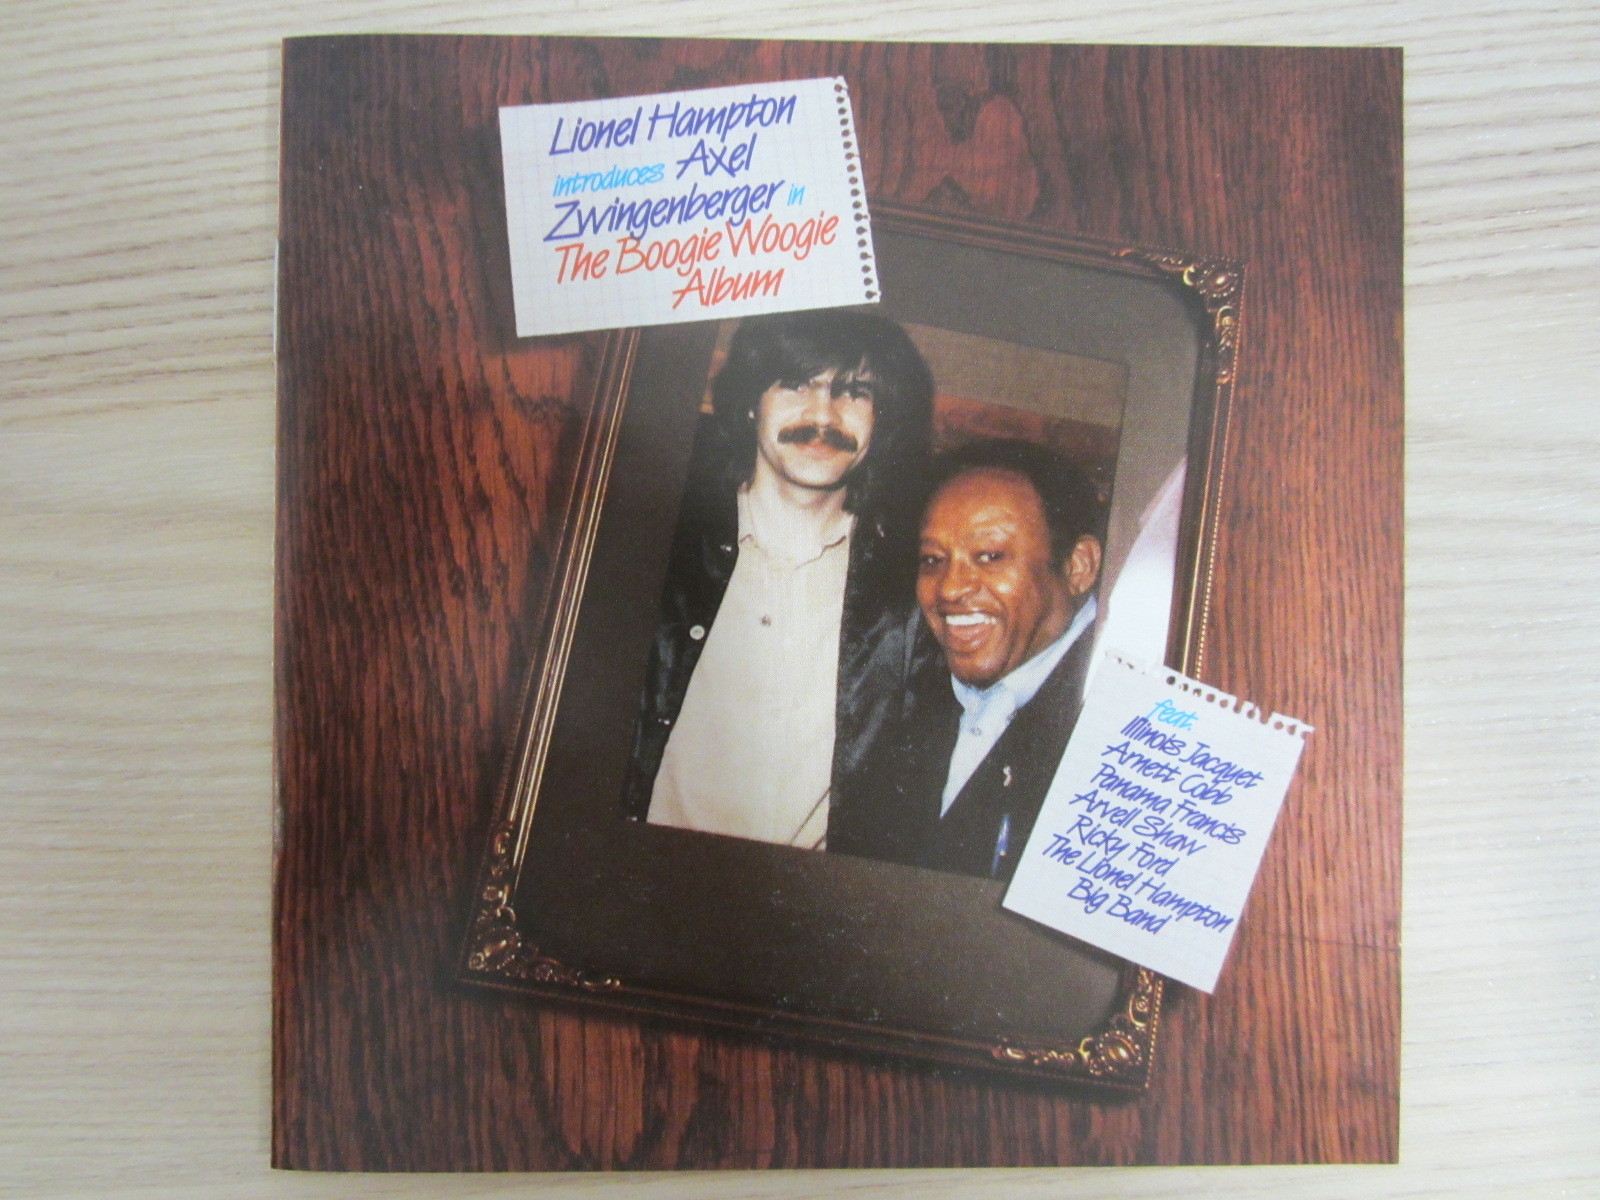 Lionel Hampton
introduces Axel
Zwingenberger in
The Boogie Woogie
Album
feat.
Illinois Jacquet
Arnett Cobb
Panama Francis
Arvell Shaw
Ricky Ford
The Lionel Hampton
Big Band